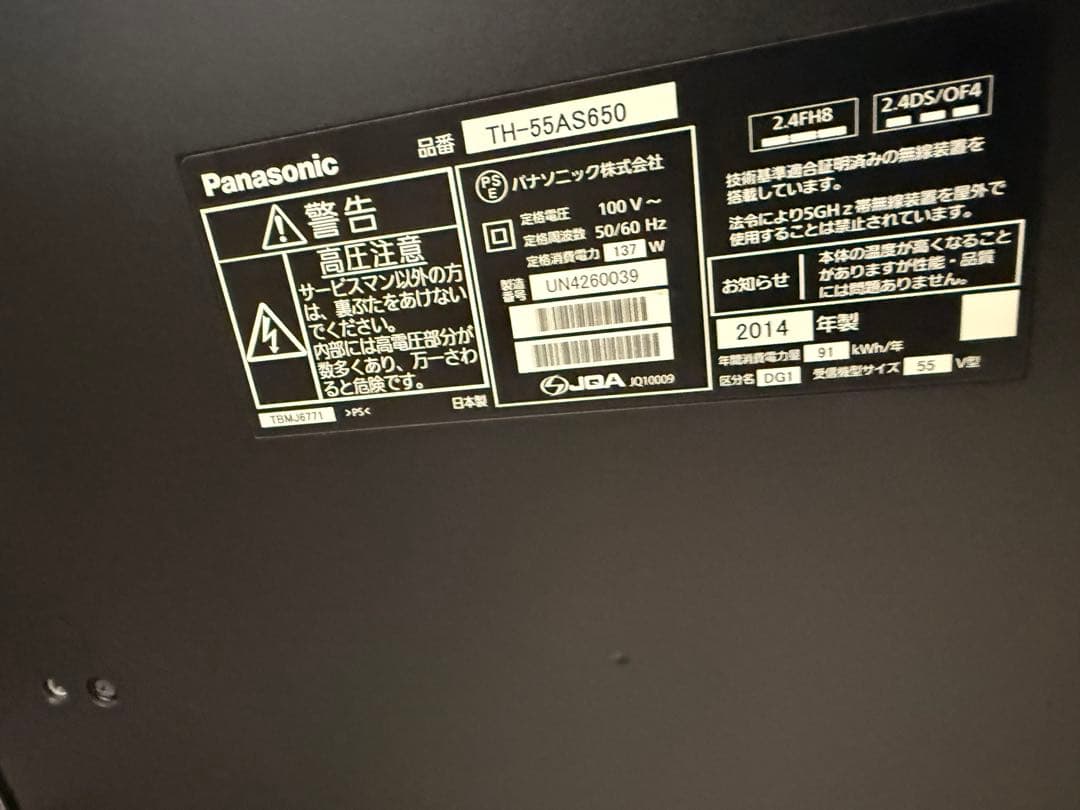 Panasonic
品番 TH-55AS650
警告
高圧注意
サービスマン以外の方
は、裏ぶたをあけない
でください。
内部には高電圧部分が
数多くあり、万一さわ
ると危険です。
TBMJ6771 >PS<
日本製
PSE パナソニック株式会社
定格電圧 100 V～
定格周波数 50/60 Hz
定格消費電力 137 W
製造番号 UN4260039
JQA JQ10009
2.4FH8
2.4DS/OF4
技術基準適合証明済みの無線装置を
搭載しています。
法令により5GHz帯無線装置を屋外で
使用することは禁止されています。
お知らせ
本体の温度が高くなること
がありますが性能・品質
には問題ありません。
2014 年製
年間消費電力量 91 kWh/年
区分名 DG1 受信機型サイズ 55 V型